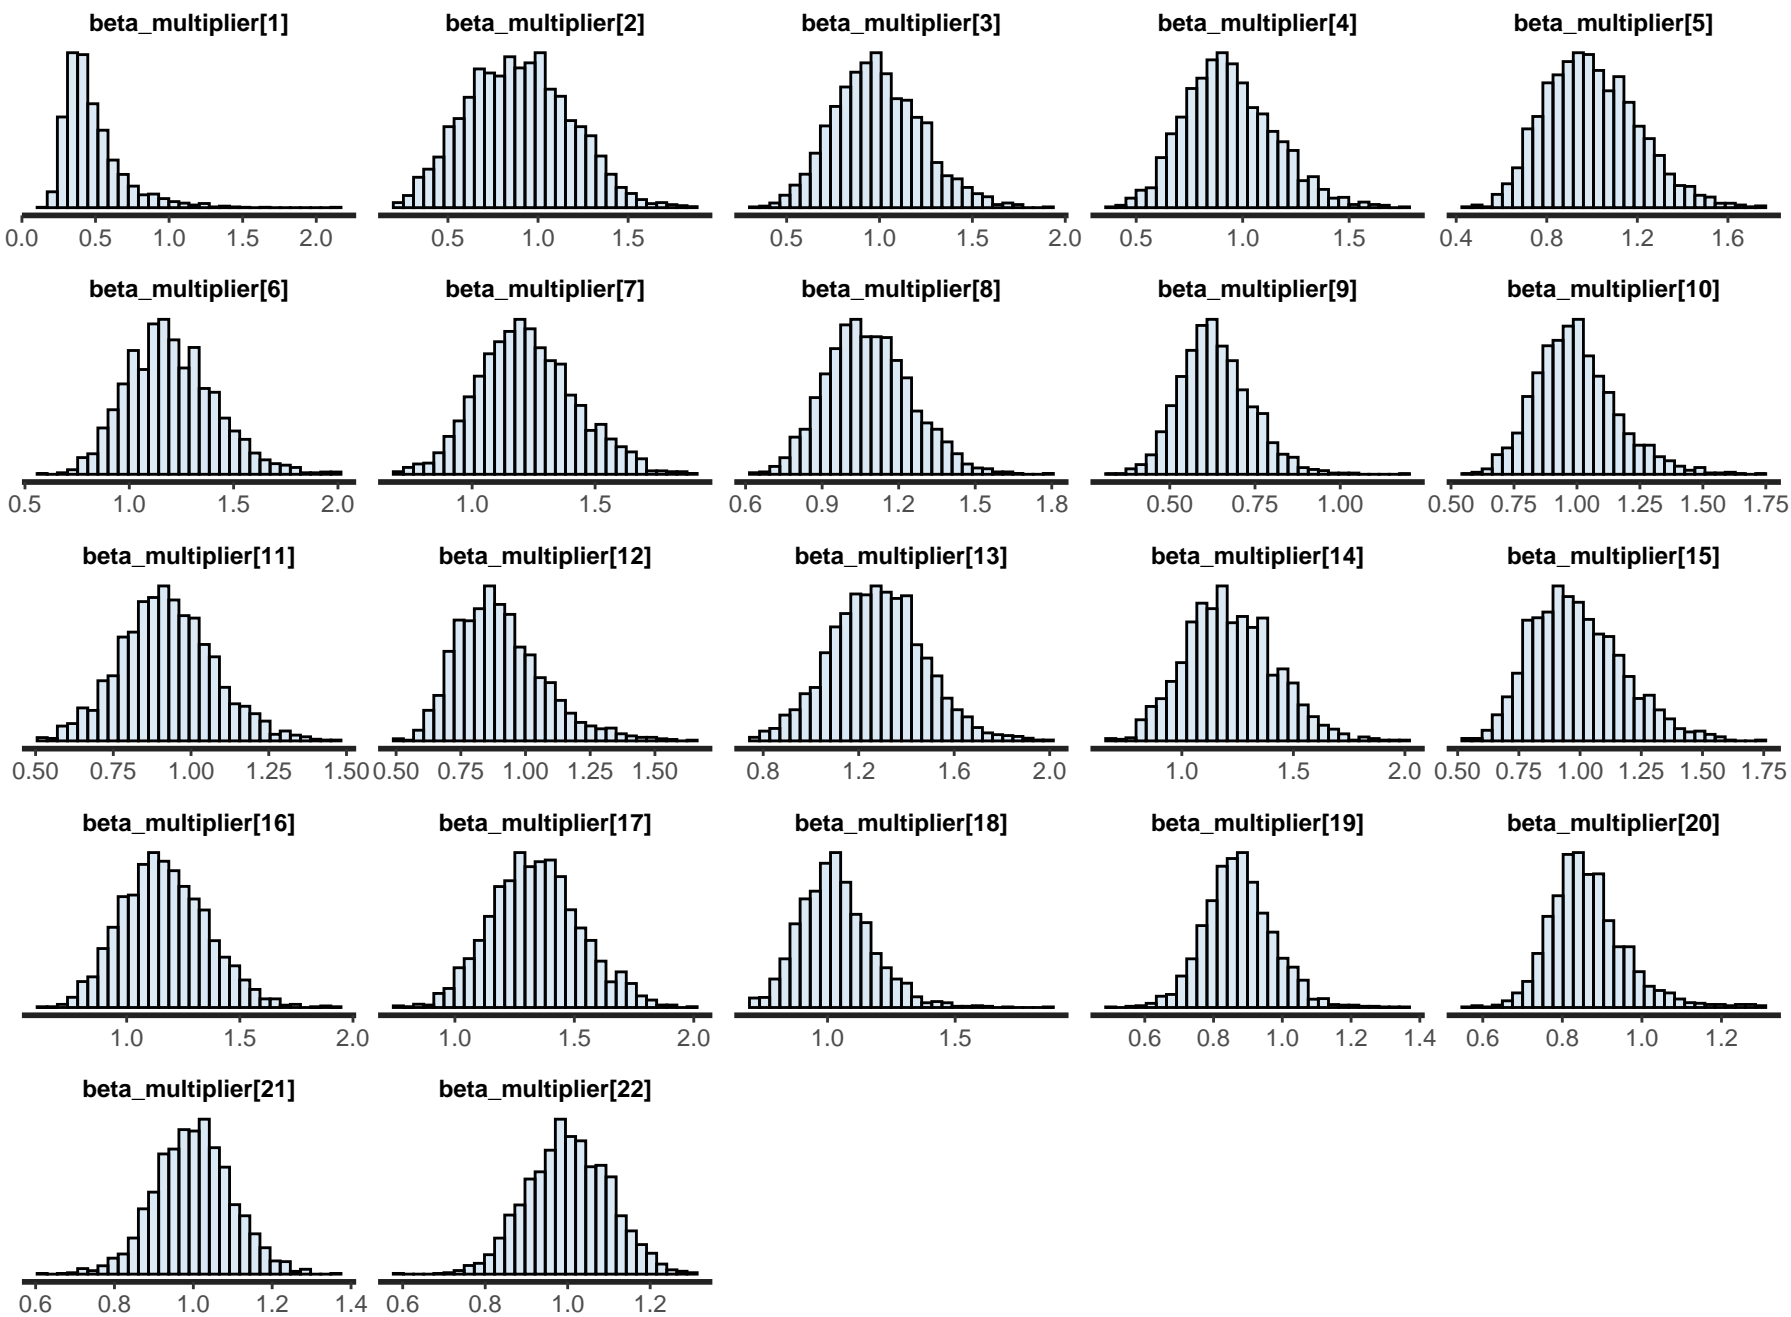 beta_multiplier[1] beta_multiplier[2] beta_multiplier[3] beta_multiplier[4] beta_multiplier[5]
0.0 0.5 1.0 1.5 2.0 0.5 1.0 1.5 0.5 1.0 1.5 2.0 0.5 1.0 1.5 0.4 0.8 1.2 1.6
beta_multiplier[6] beta_multiplier[7] beta_multiplier[8] beta_multiplier[9] beta_multiplier[10]
0.5 1.0 1.5 2.0 1.0 1.5 0.6 0.9 1.2 1.5 1.8 0.50 0.75 1.00 0.50 0.75 1.00 1.25 1.50 1.75
beta_multiplier[11] beta_multiplier[12] beta_multiplier[13] beta_multiplier[14] beta_multiplier[15]
0.50 0.75 1.00 1.25 1.50 0.50 0.75 1.00 1.25 1.50 0.8 1.2 1.6 2.0 1.0 1.5 2.0 0.50 0.75 1.00 1.25 1.50 1.75
beta_multiplier[16] beta_multiplier[17] beta_multiplier[18] beta_multiplier[19] beta_multiplier[20]
1.0 1.5 2.0 1.0 1.5 2.0 1.0 1.5 0.6 0.8 1.0 1.2 1.4 0.6 0.8 1.0 1.2
beta_multiplier[21] beta_multiplier[22]
0.6 0.8 1.0 1.2 1.4 0.6 0.8 1.0 1.2